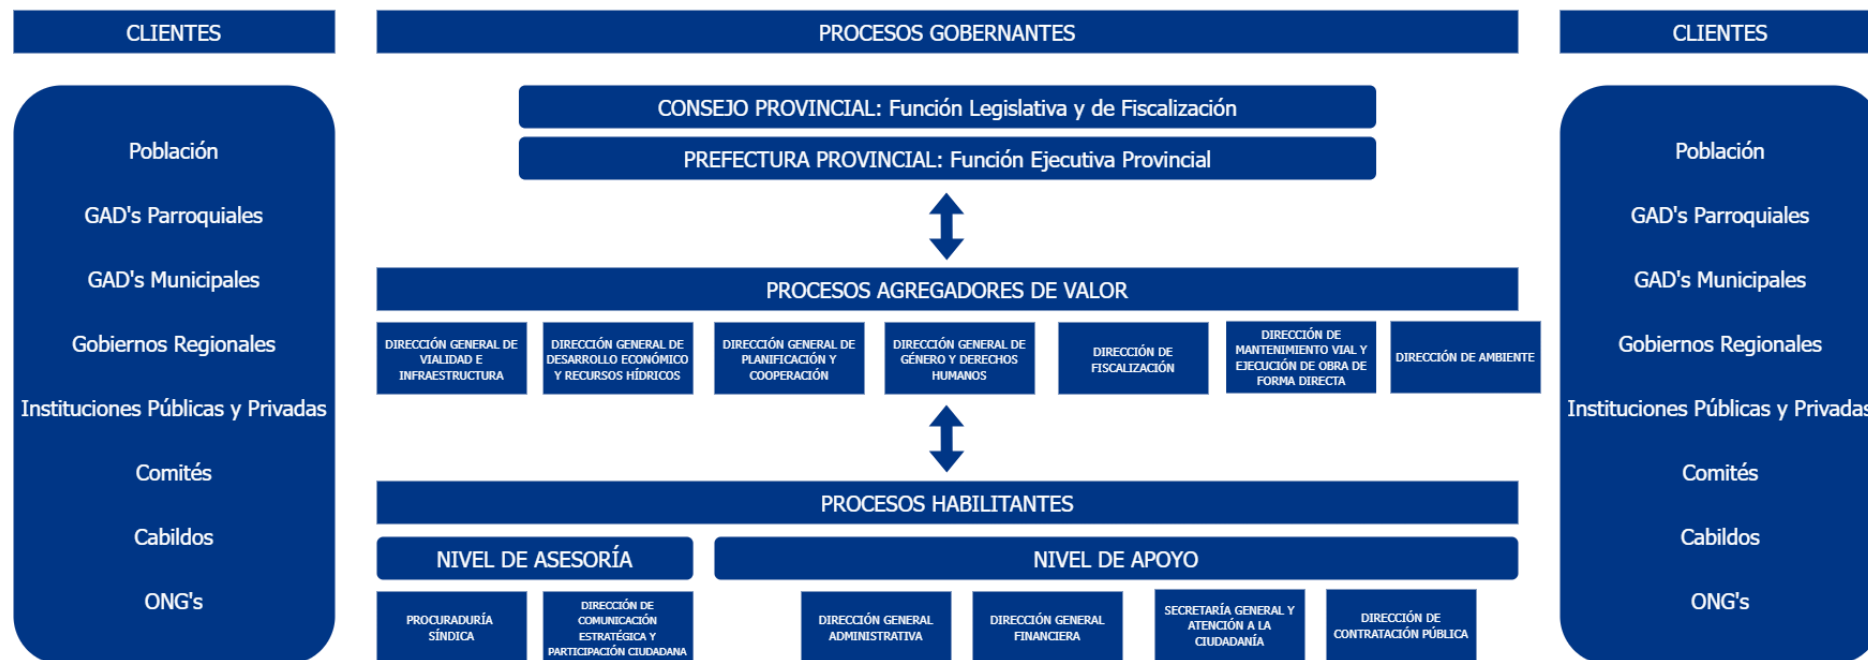 CLIENTES
Población
GAD's Parroquiales
GAD's Municipales
Gobiernos Regionales
Instituciones Públicas y Privadas
Comités
Cabildos
ONG's
PROCESOS GOBERNANTES
CONSEJO PROVINCIAL: Función Legislativa y de Fiscalización
PREFECTURA PROVINCIAL: Función Ejecutiva Provincial
PROCESOS AGREGADORES DE VALOR
DIRECCIÓN GENERAL DE
VIALIDAD E
INFRAESTRUCTURA
DIRECCIÓN GENERAL DE
DESARROLLO ECONÓMICO
Y RECURSOS HÍDRICOS
DIRECCIÓN GENERAL DE
PLANIFICACIÓN Y
COOPERACIÓN
DIRECCIÓN GENERAL DE
GÉNERO Y DERECHOS
HUMANOS
DIRECCIÓN DE
FISCALIZACIÓN
DIRECCIÓN DE
MANTENIMIENTO VIAL Y
EJECUCIÓN DE OBRA DE
FORMA DIRECTA
DIRECCIÓN DE AMBIENTE
PROCESOS HABILITANTES
NIVEL DE ASESORÍA
PROCURADURÍA
SÍNDICA
DIRECCIÓN DE
COMUNICACIÓN
ESTRATÉGICA Y
PARTICIPACIÓN CIUDADANA
NIVEL DE APOYO
DIRECCIÓN GENERAL
ADMINISTRATIVA
DIRECCIÓN GENERAL
FINANCIERA
SECRETARÍA GENERAL Y
ATENCIÓN A LA
CIUDADANÍA
DIRECCIÓN DE
CONTRATACIÓN PÚBLICA
CLIENTES
Población
GAD's Parroquiales
GAD's Municipales
Gobiernos Regionales
Instituciones Públicas y Privadas
Comités
Cabildos
ONG's